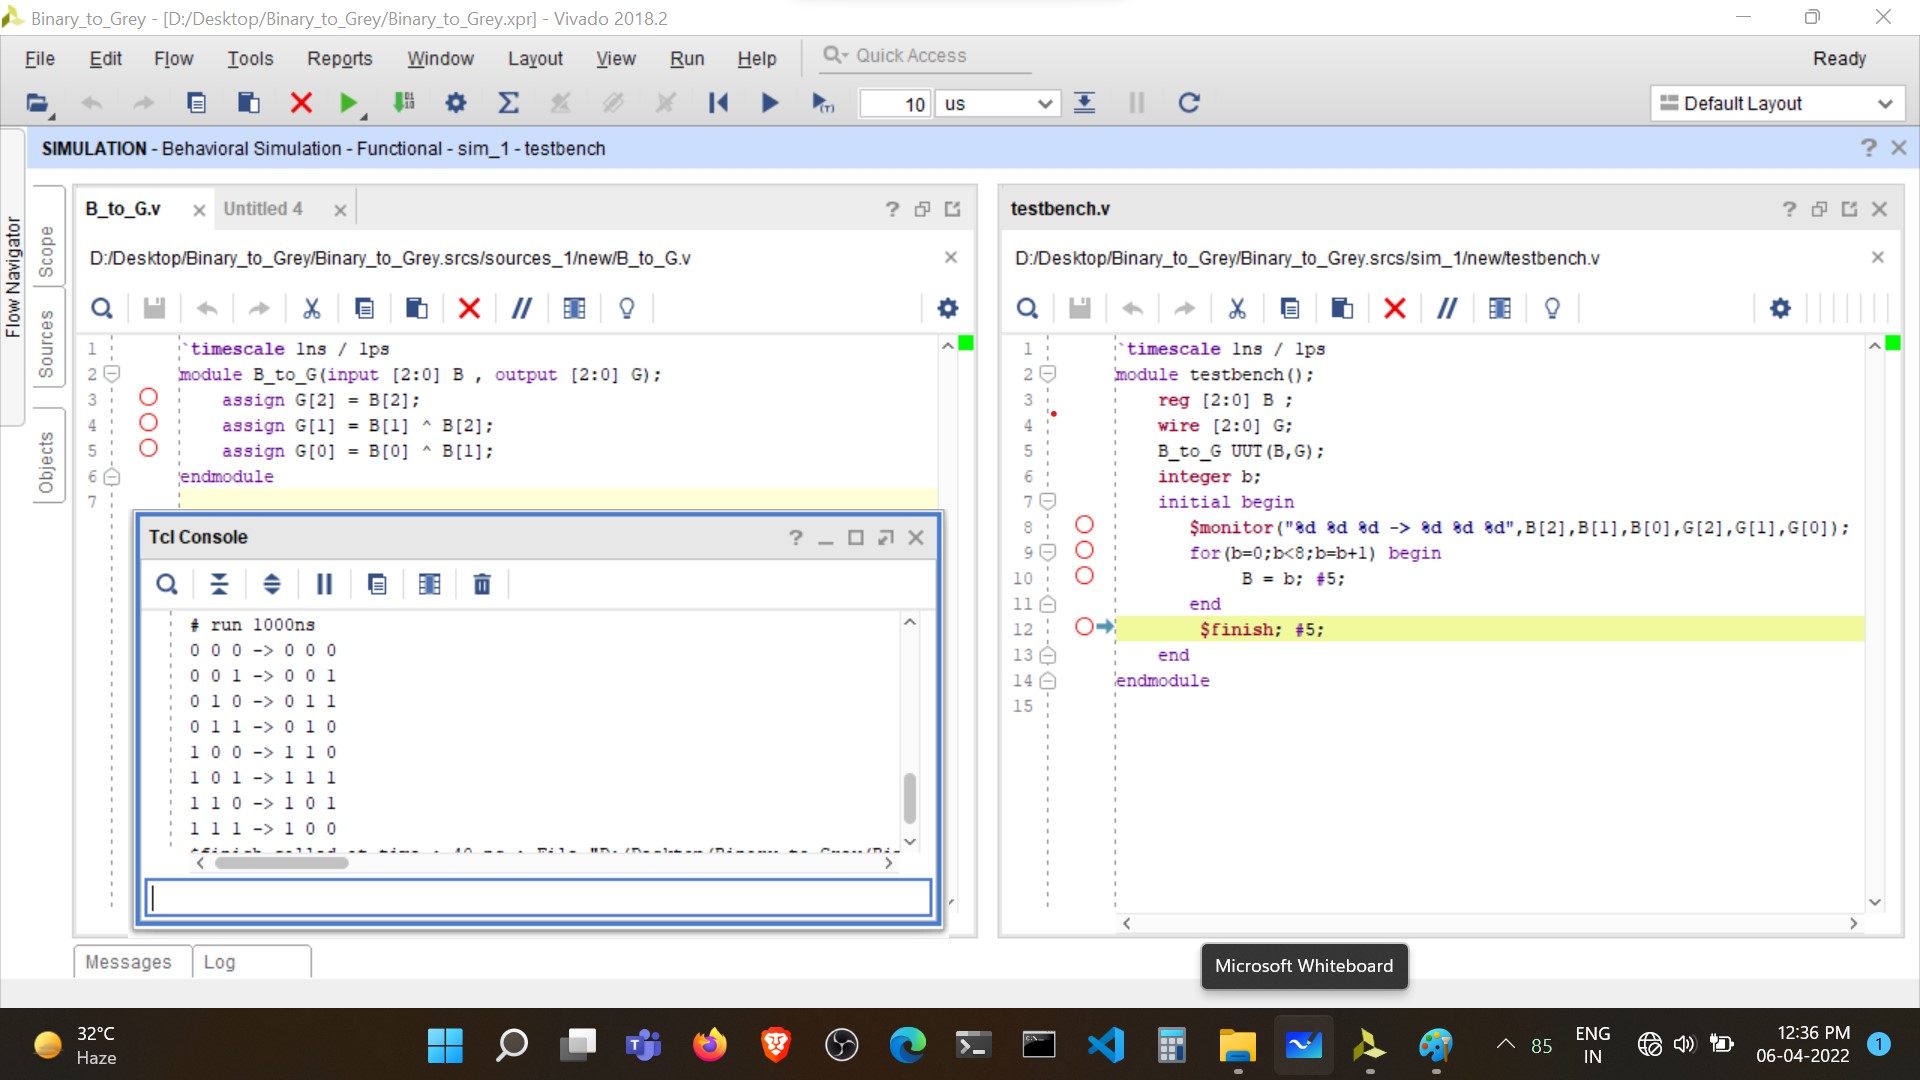 Binary_to_Grey - [D:/Desktop/Binary_to_Grey/Binary_to_Grey.xpr] - Vivado 2018.2
File Edit Flow Tools Reports Window Layout View Run Help Quick Access Ready
10 us Default Layout
SIMULATION - Behavioral Simulation - Functional - sim_1 - testbench
Flow Navigator
Scope
Sources
Objects
B_to_G.v Untitled 4
D:/Desktop/Binary_to_Grey/Binary_to_Grey.srcs/sources_1/new/B_to_G.v
1 `timescale 1ns / 1ps
2 module B_to_G(input [2:0] B , output [2:0] G);
3 assign G[2] = B[2];
4 assign G[1] = B[1] ^ B[2];
5 assign G[0] = B[0] ^ B[1];
6 endmodule
7
Tcl Console
# run 1000ns
0 0 0 -> 0 0 0
0 0 1 -> 0 0 1
0 1 0 -> 0 1 1
0 1 1 -> 0 1 0
1 0 0 -> 1 1 0
1 0 1 -> 1 1 1
1 1 0 -> 1 0 1
1 1 1 -> 1 0 0
$finish called at time : 40 ns : File "D:/Desktop/Binary_to_Grey/Bi
Messages Log
testbench.v
D:/Desktop/Binary_to_Grey/Binary_to_Grey.srcs/sim_1/new/testbench.v
1 `timescale 1ns / 1ps
2 module testbench();
3 reg [2:0] B ;
4 wire [2:0] G;
5 B_to_G UUT(B,G);
6 integer b;
7 initial begin
8 $monitor("%d %d %d -> %d %d %d",B[2],B[1],B[0],G[2],G[1],G[0]);
9 for(b=0;b<8;b=b+1) begin
10 B = b; #5;
11 end
12 $finish; #5;
13 end
14 endmodule
15
Microsoft Whiteboard
32°C
Haze
85
ENG
IN
12:36 PM
06-04-2022
1